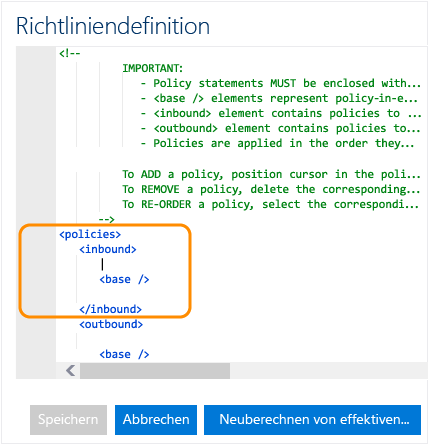 Richtliniendefinition
<!--
IMPORTANT:
- Policy statements MUST be enclosed with...
- <base /> elements represent policy-in-e...
- <inbound> element contains policies to ...
- <outbound> element contains policies to...
- Policies are applied in the order they...
To ADD a policy, position cursor in the poli...
To REMOVE a policy, delete the corresponding...
To RE-ORDER a policy, select the correspondi...
-->
<policies>
<inbound>
<base />
</inbound>
<outbound>
<base />
Speichern Abbrechen Neuberechnen von effektiven...